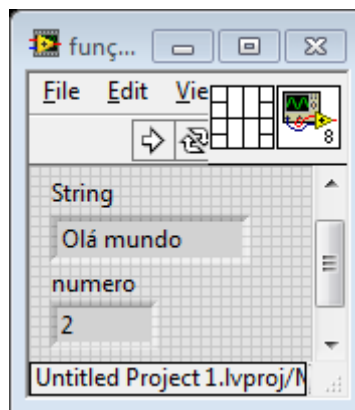 funç...
File Edit Vie
8
String
Olá mundo
numero
2
Untitled Project 1.lvproj/